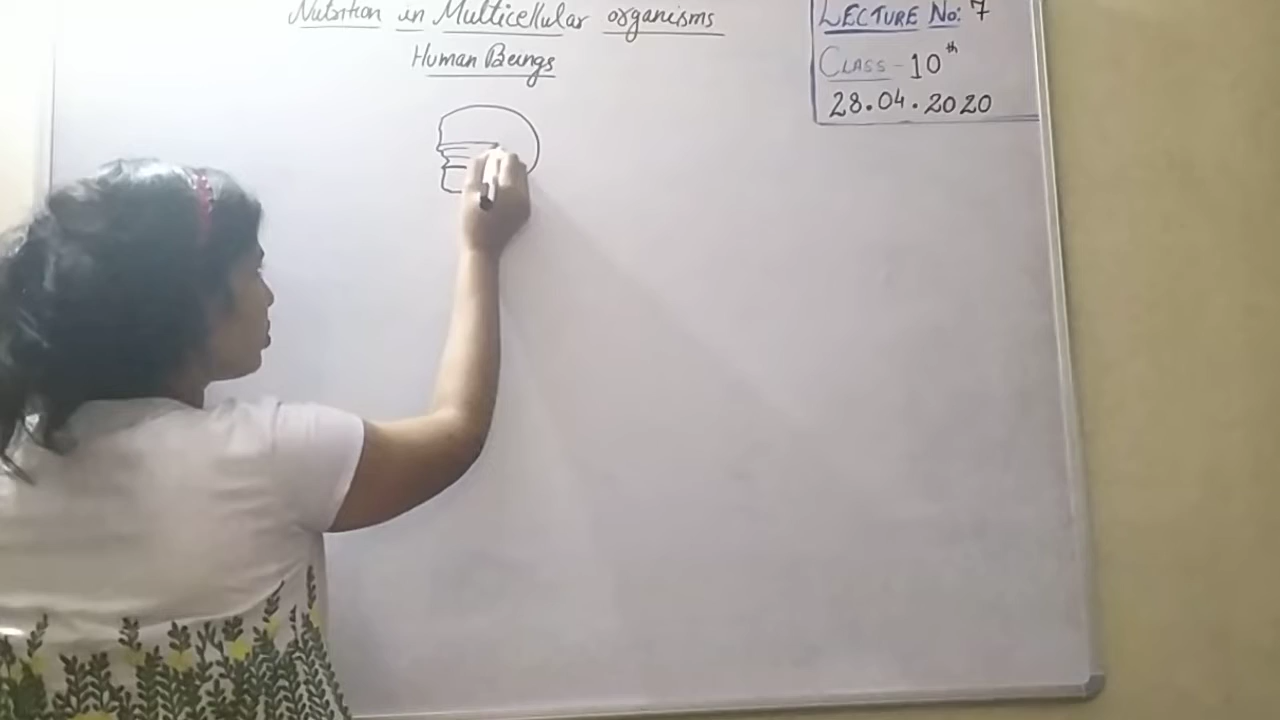 Nutrition in Multicellular organisms
Human Beings
LECTURE No: 7
CLASS - 10th
28.04.2020